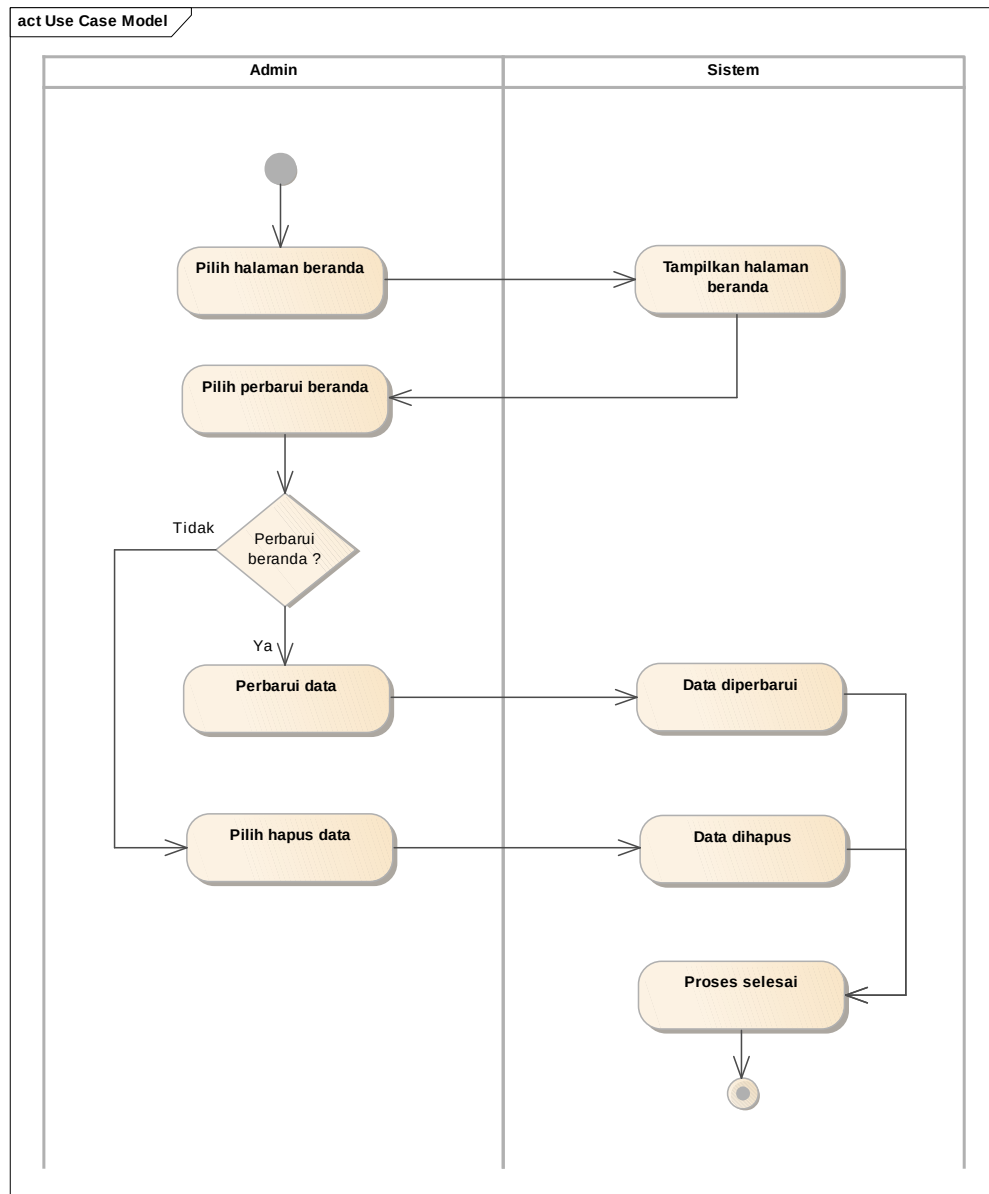 act Use Case Model
Admin
Sistem
Pilih halaman beranda
Tampilkan halaman
beranda
Pilih perbarui beranda
Tidak
Perbarui
beranda ?
Ya
Perbarui data
Data diperbarui
Pilih hapus data
Data dihapus
Proses selesai